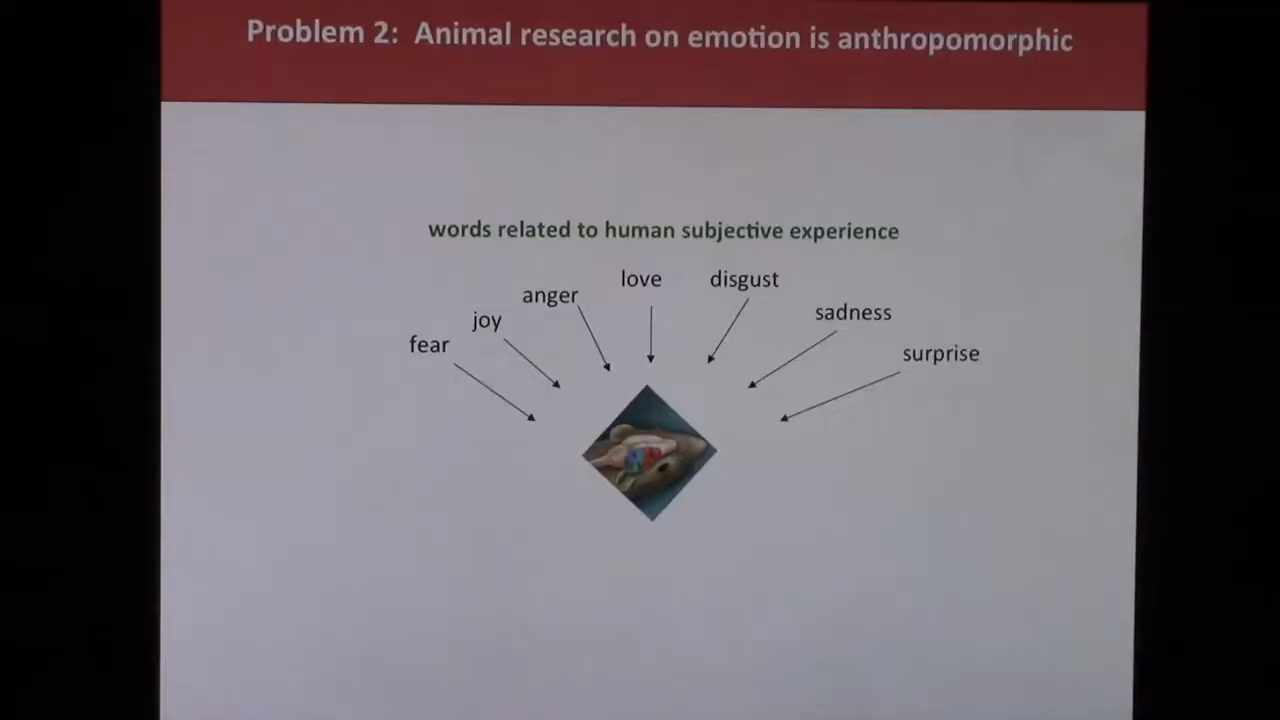 Problem 2: Animal research on emotion is anthropomorphic
words related to human subjective experience
love
disgust
anger
joy
sadness
fear
surprise